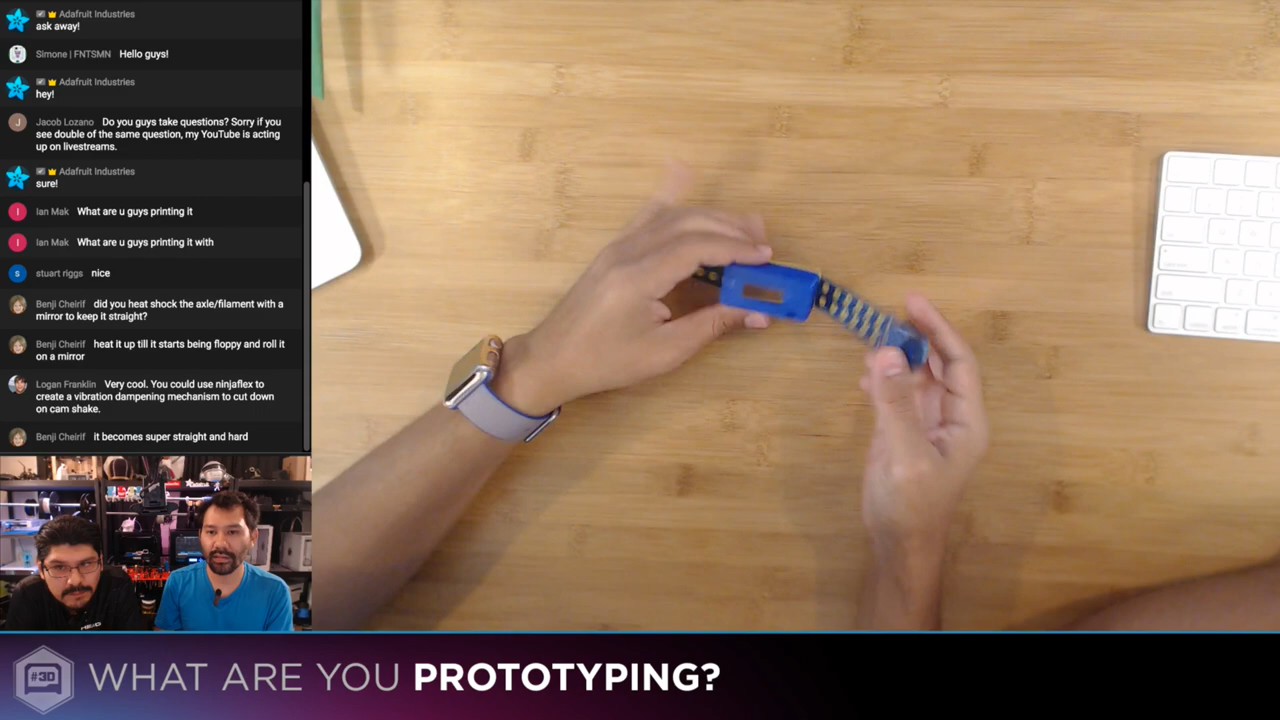 Adafruit Industries
ask away!
Simone | FNTSMN Hello guys!
Adafruit Industries
hey!
J
Jacob Lozano Do you guys take questions? Sorry if you
see double of the same question, my YouTube is acting
up on livestreams.
Adafruit Industries
sure!
I
Ian Mak What are u guys printing it
I
Ian Mak What are u guys printing it with
s
stuart riggs nice
Benji Cheirif did you heat shock the axle/filament with a
mirror to keep it straight?
Benji Cheirif heat it up till it starts being floppy and roll it
on a mirror
Logan Franklin Very cool. You could use ninjaflex to
create a vibration dampening mechanism to cut down
on cam shake.
Benji Cheirif it becomes super straight and hard
#3D
WHAT ARE YOU PROTOTYPING?